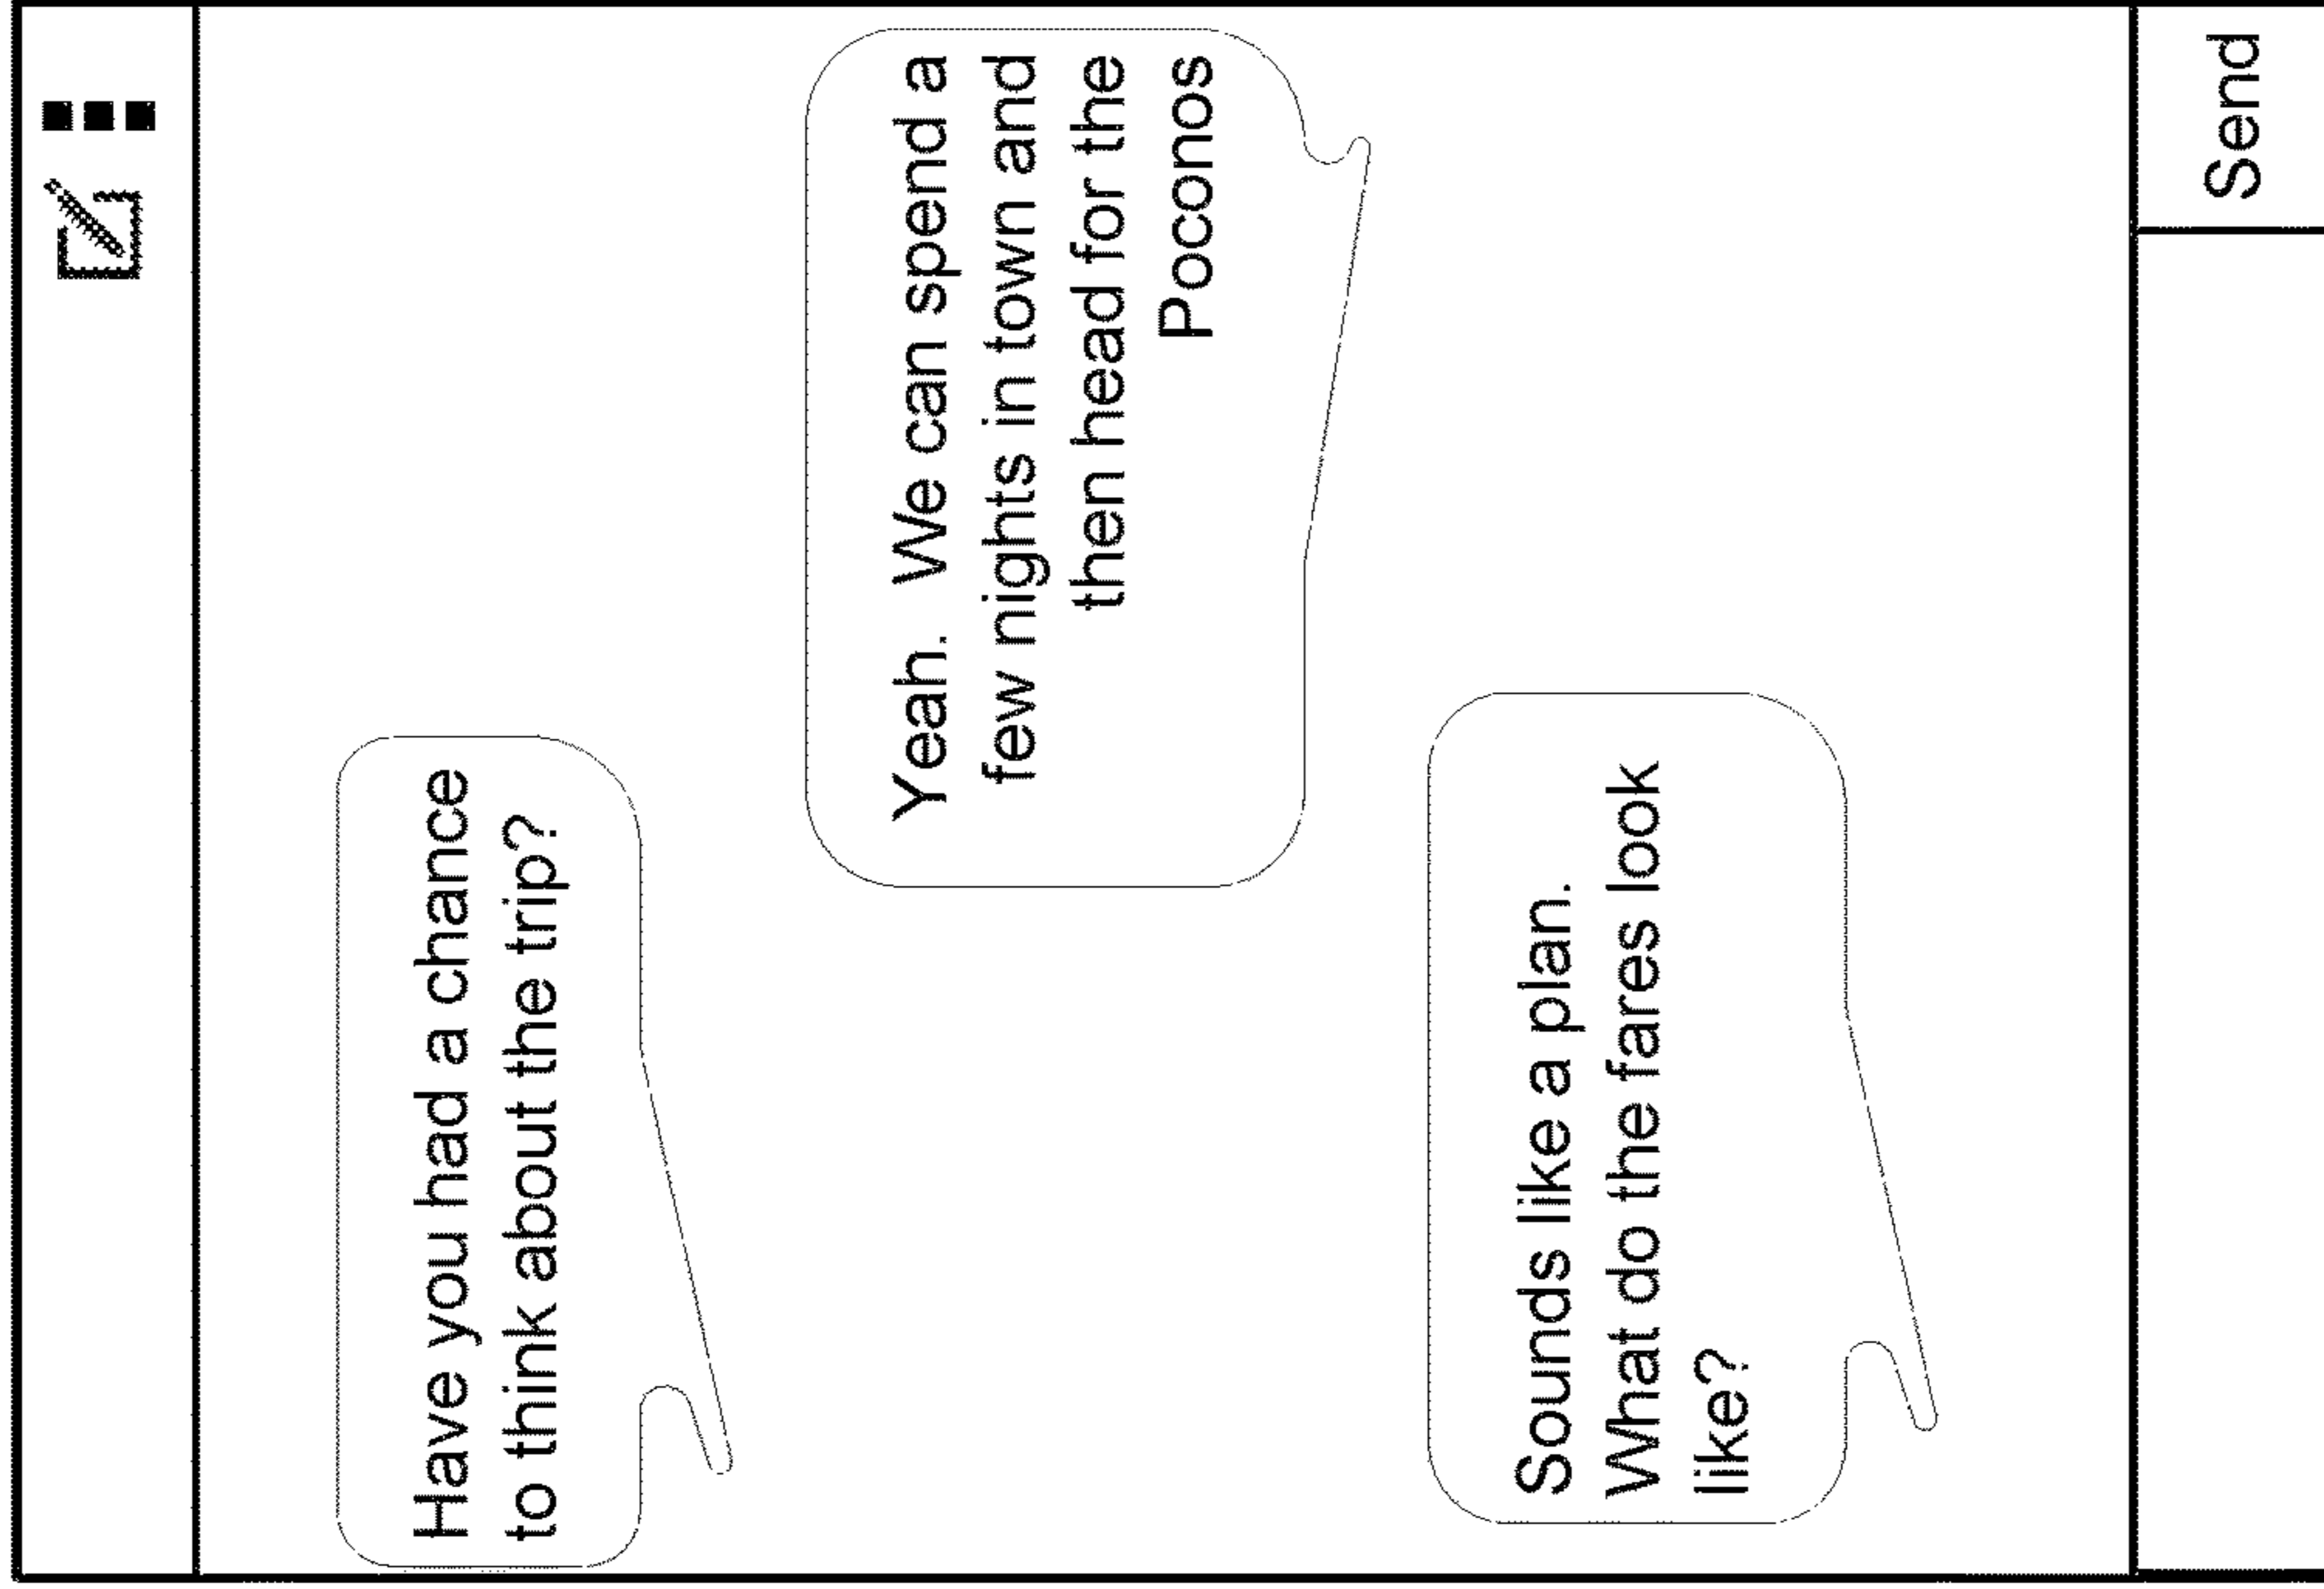 Have you had a chance
to think about the trip?
Yeah.  We can spend a
few nights in town and
then head for the
Poconos
Sounds like a plan.
What do the fares look
like?
Send